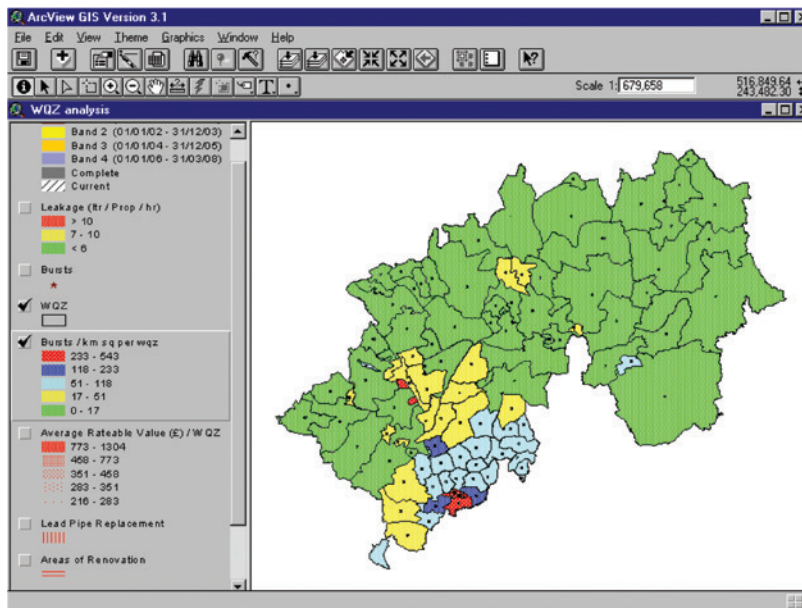 ArcView GIS Version 3.1
File Edit View Theme Graphics Window Help
Scale 1: 679,658
516,849.64
243,482.30
WQZ analysis
Band 2 (01/01/02 - 31/12/03)
Band 3 (01/01/04 - 31/12/05)
Band 4 (01/01/06 - 31/03/08)
Complete
Current
Leakage (ltr / Prop / hr)
> 10
7 - 10
< 6
Bursts
WQZ
Bursts / km sq per wqz
233 - 543
118 - 233
51 - 118
17 - 51
0 - 17
Average Rateable Value (£) / WQZ
773 - 1304
458 - 773
351 - 458
283 - 351
216 - 283
Lead Pipe Replacement
Areas of Renovation